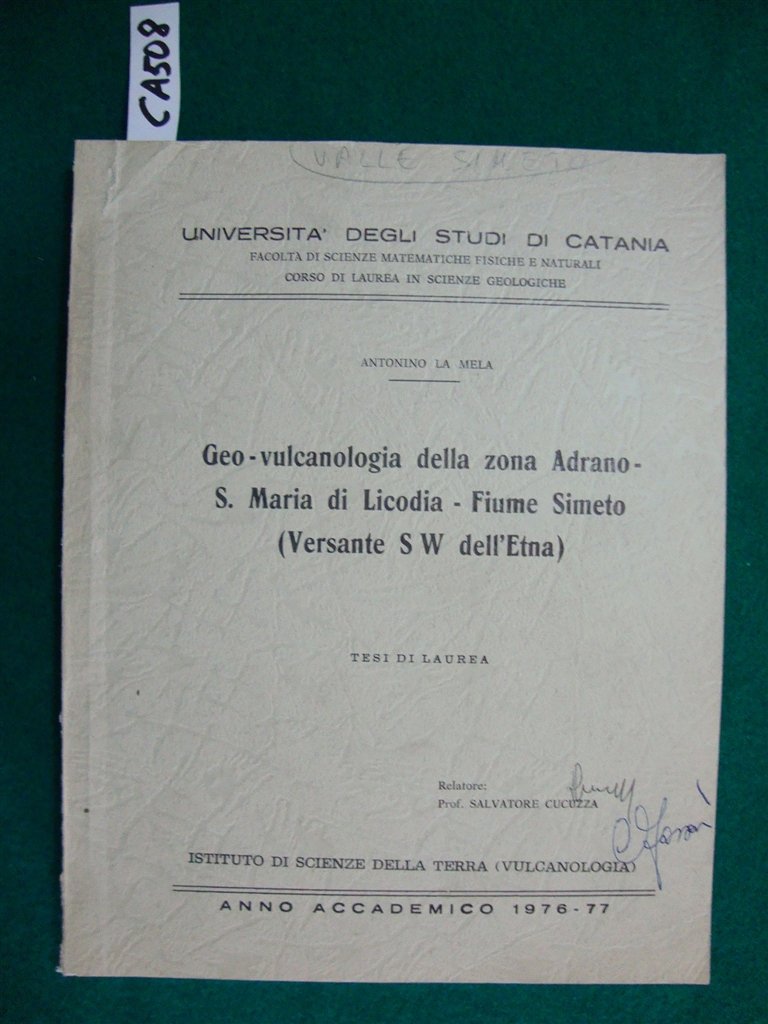 CA508
VALLE SIMETO
UNIVERSITA' DEGLI STUDI DI CATANIA
FACOLTÀ DI SCIENZE MATEMATICHE FISICHE E NATURALI
CORSO DI LAUREA IN SCIENZE GEOLOGICHE
ANTONINO LA MELA
Geo-vulcanologia della zona Adrano-
S. Maria di Licodia - Fiume Simeto
(Versante SW dell'Etna)
TESI DI LAUREA
Relatore:
Prof. SALVATORE CUCUZZA
ISTITUTO DI SCIENZE DELLA TERRA (VULCANOLOGIA)
ANNO ACCADEMICO 1976-77